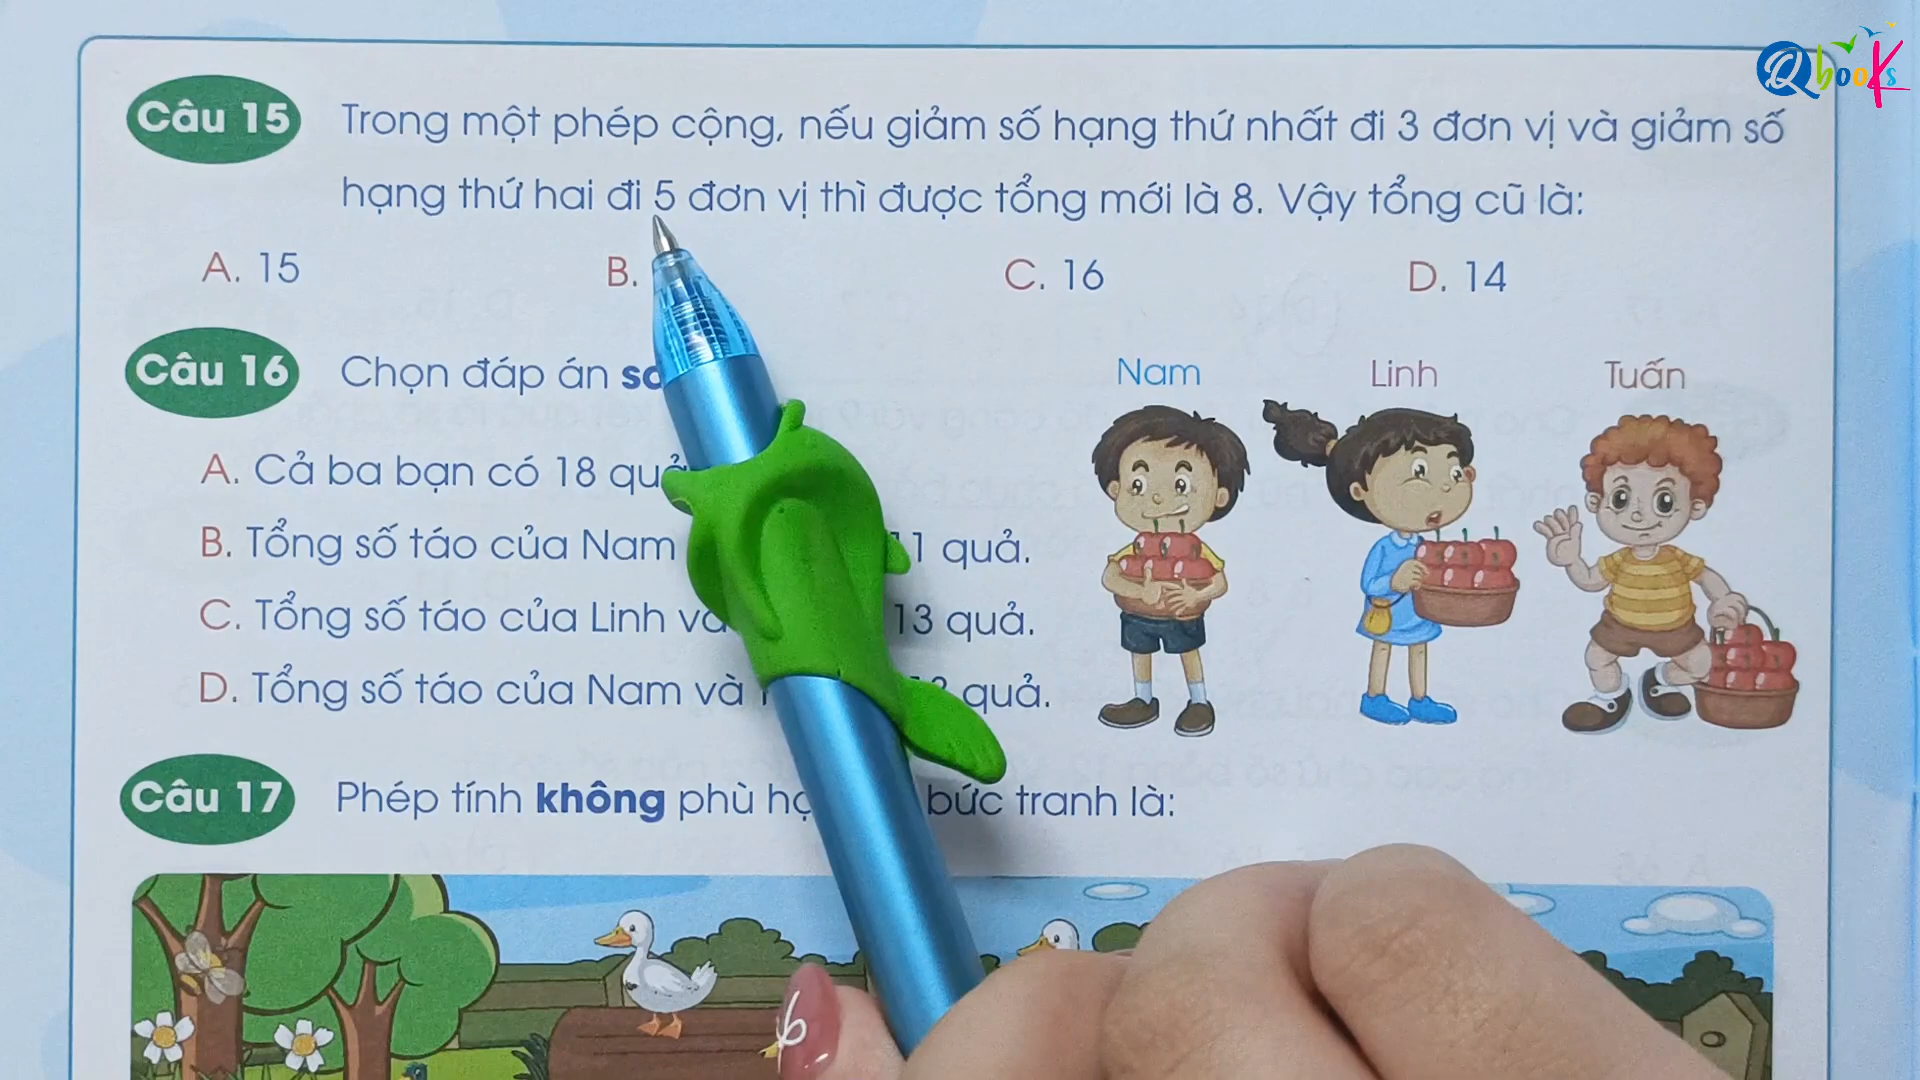 Qbooks
Câu 15 Trong một phép cộng, nếu giảm số hạng thứ nhất đi 3 đơn vị và giảm số
hạng thứ hai đi 5 đơn vị thì được tổng mới là 8. Vậy tổng cũ là:
A. 15 B. C. 16 D. 14
Câu 16 Chọn đáp án
Nam Linh Tuấn
A. Cả ba bạn có 18
B. Tổng số táo của Nam 11 quả.
C. Tổng số táo của Linh 13 quả.
D. Tổng số táo của Nam và quả.
Câu 17 Phép tính không phù bức tranh là: